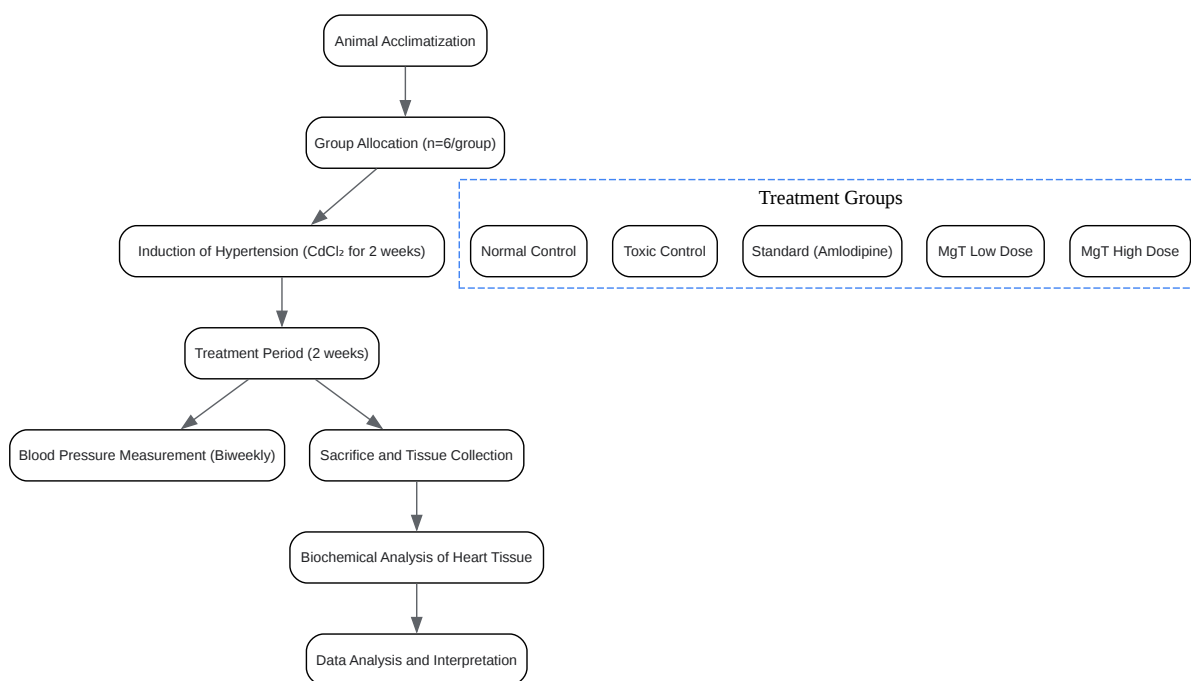 Animal Acclimatization
Group Allocation (n=6/group)
Treatment Groups
Induction of Hypertension (CdCl₂ for 2 weeks)
Normal Control
Toxic Control
Standard (Amlodipine)
MgT Low Dose
MgT High Dose
Treatment Period (2 weeks)
Blood Pressure Measurement (Biweekly)
Sacrifice and Tissue Collection
Biochemical Analysis of Heart Tissue
Data Analysis and Interpretation